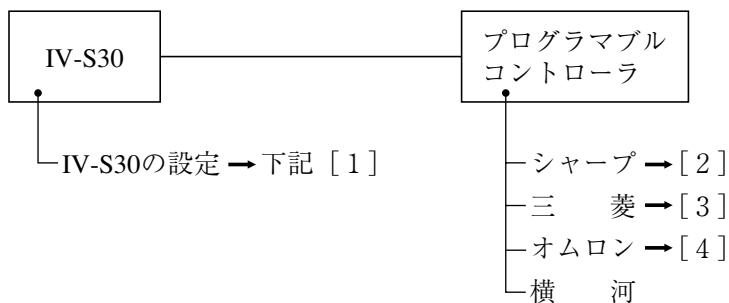 IV-S30
プログラマブル
コントローラ
IV-S30の設定➞下記［１］
シャープ➞［２］
三　　菱➞［３］
オムロン➞［４］
横　　河